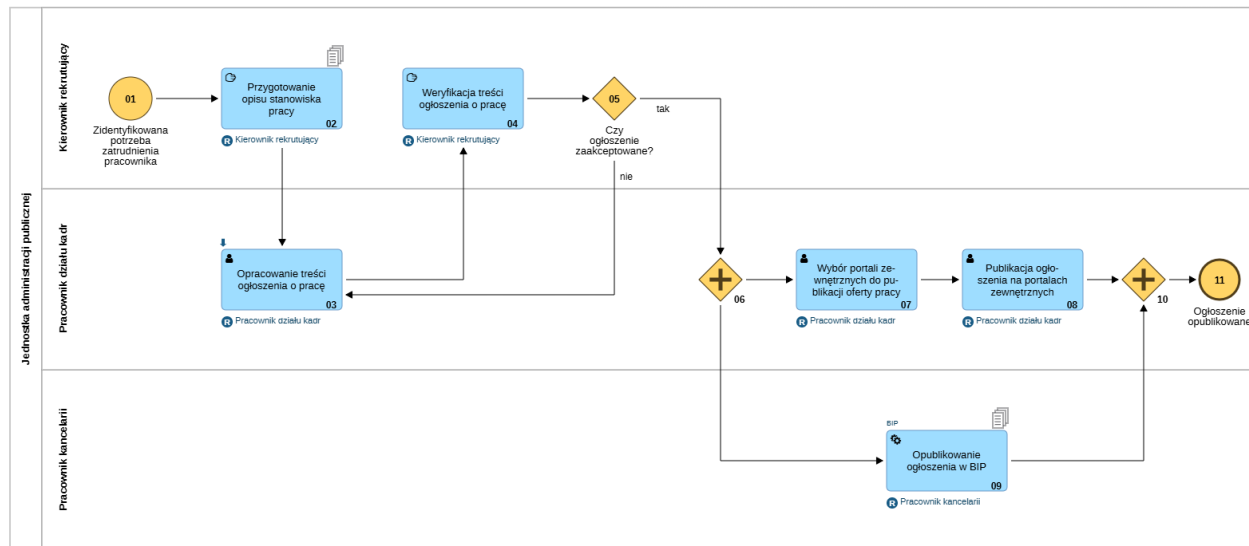 Jednostka administracji publicznej
Kierownik rekrutujący
01
Zidentyfikowana
potrzeba
zatrudnienia
pracownika
Przygotowanie
opisu stanowiska
pracy
02
R Kierownik rekrutujący
Weryfikacja treści
ogłoszenia o pracę
04
R Kierownik rekrutujący
05
Czy
ogłoszenie
zaakceptowane?
tak
nie
Pracownik działu kadr
Opracowanie treści
ogłoszenia o pracę
03
R Pracownik działu kadr
06
Wybór portali ze-
wnętrznych do pu-
blikacji oferty pracy
07
R Pracownik działu kadr
Publikacja ogło-
szenia na portalach
zewnętrznych
08
R Pracownik działu kadr
10
11
Ogłoszenie
opublikowane
Pracownik kancelarii
BIP
Opublikowanie
ogłoszenia w BIP
09
R Pracownik kancelarii